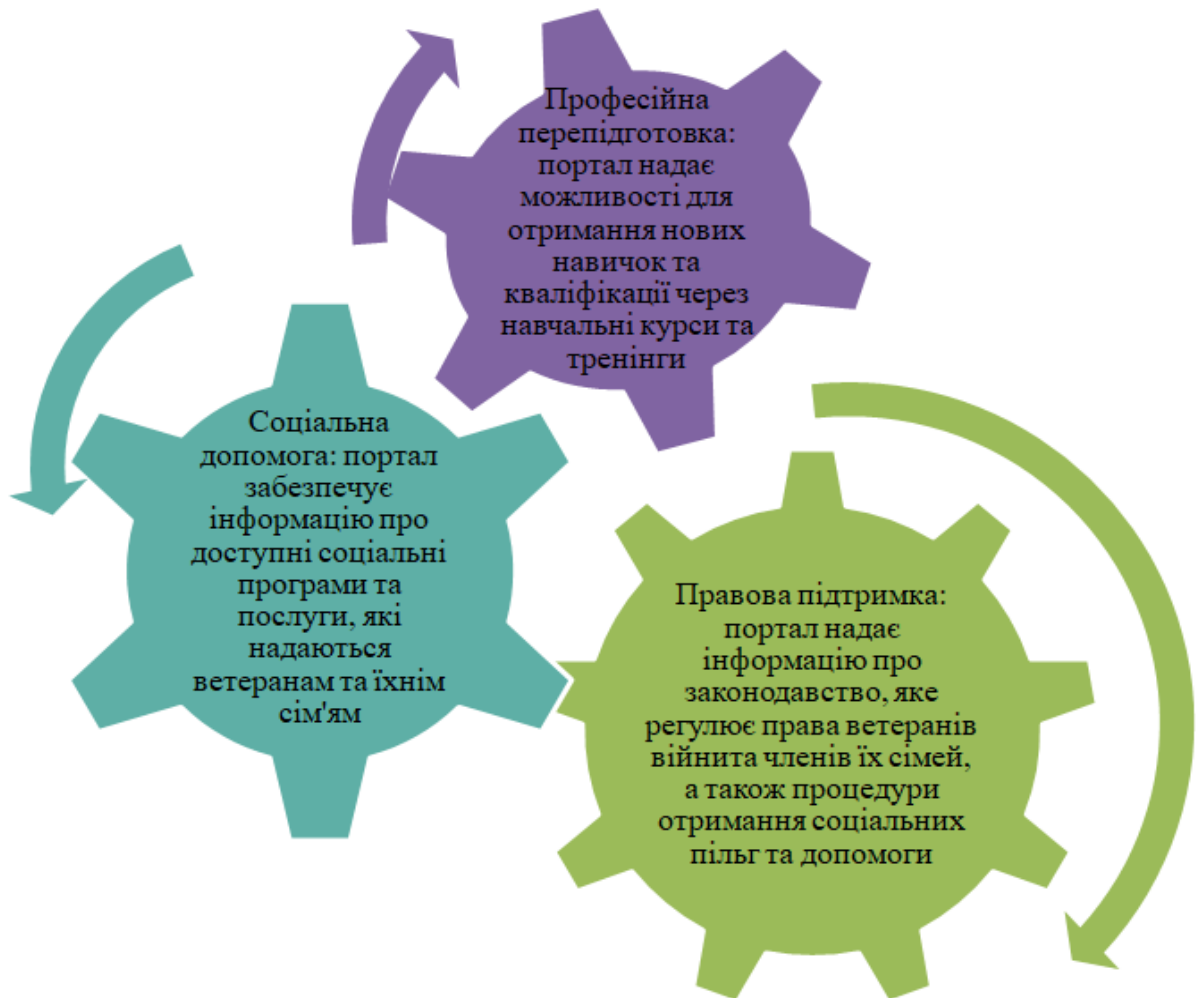 Професійна
перепідготовка:
портал надає
можливості для
отримання нових
навичок та
кваліфікації через
навчальні курси та
тренінги
Соціальна
допомога: портал
забезпечує
інформацію про
доступні соціальні
програми та
послуги, які
надаються
ветеранам та їхнім
сім'ям
Правова підтримка:
портал надає
інформацію про
законодавство, яке
регулює права ветеранів
війнита членів їх сімей,
а також процедури
отримання соціальних
пільг та допомоги